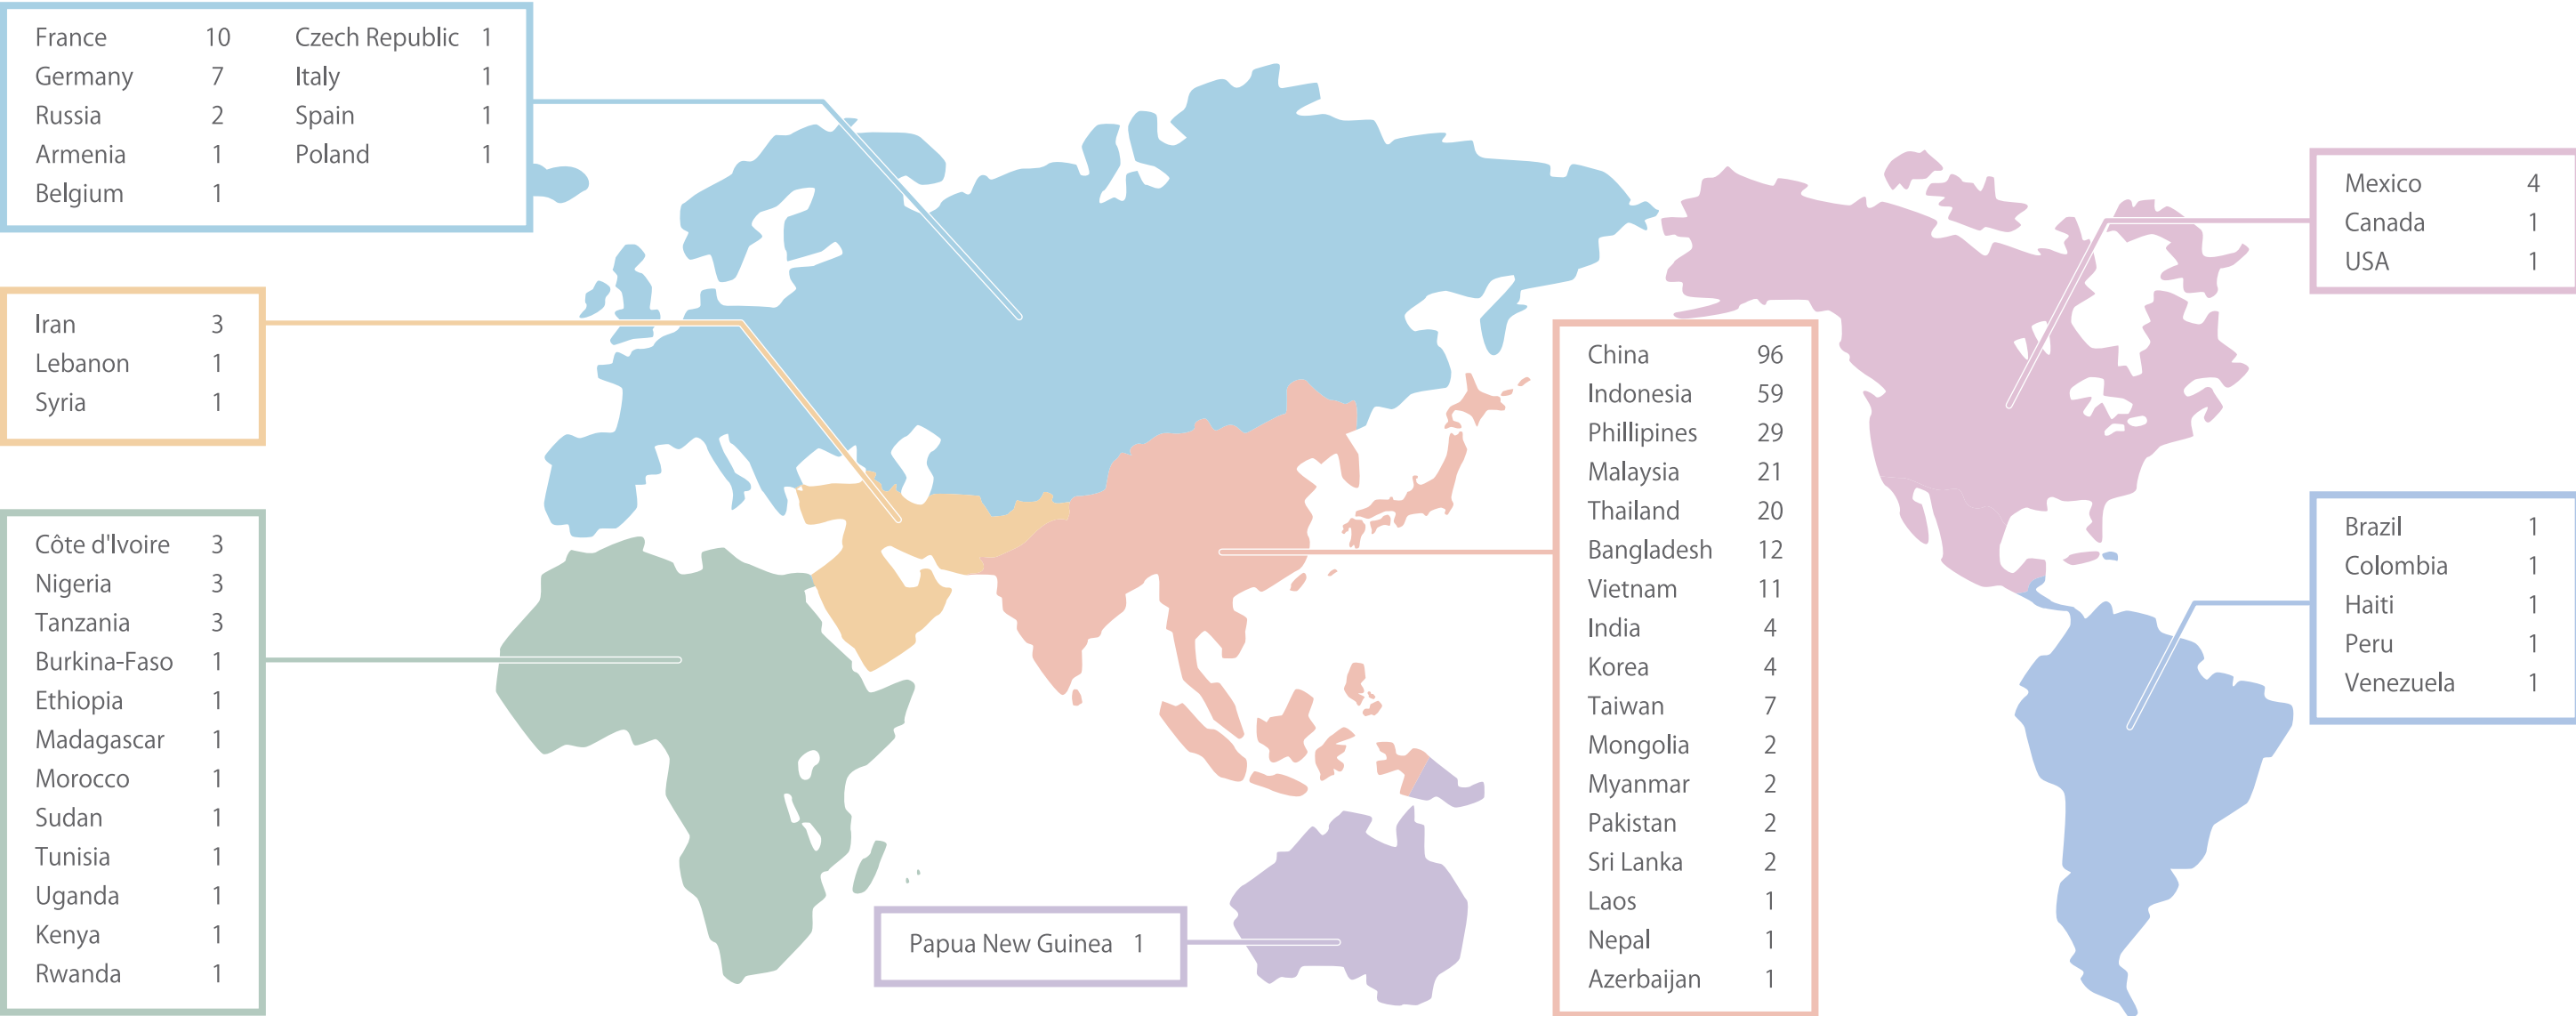 France 10
Germany 7
Russia 2
Armenia 1
Belgium 1
Czech Republic 1
Italy 1
Spain 1
Poland 1
Iran 3
Lebanon 1
Syria 1
Côte d'Ivoire 3
Nigeria 3
Tanzania 3
Burkina-Faso 1
Ethiopia 1
Madagascar 1
Morocco 1
Sudan 1
Tunisia 1
Uganda 1
Kenya 1
Rwanda 1
Papua New Guinea 1
China 96
Indonesia 59
Phillipines 29
Malaysia 21
Thailand 20
Bangladesh 12
Vietnam 11
India 4
Korea 4
Taiwan 7
Mongolia 2
Myanmar 2
Pakistan 2
Sri Lanka 2
Laos 1
Nepal 1
Azerbaijan 1
Mexico 4
Canada 1
USA 1
Brazil 1
Colombia 1
Haiti 1
Peru 1
Venezuela 1